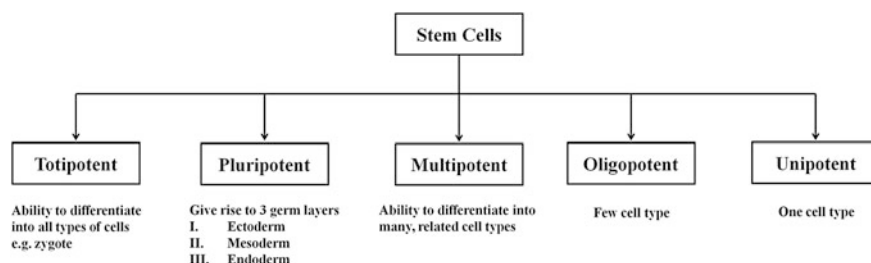 Stem Cells
Totipotent
Ability to differentiate
into all types of cells
e.g. zygote
Pluripotent
Give rise to 3 germ layers
I. Ectoderm
II. Mesoderm
III. Endoderm
Multipotent
Ability to differentiate into
many, related cell types
Oligopotent
Few cell type
Unipotent
One cell type